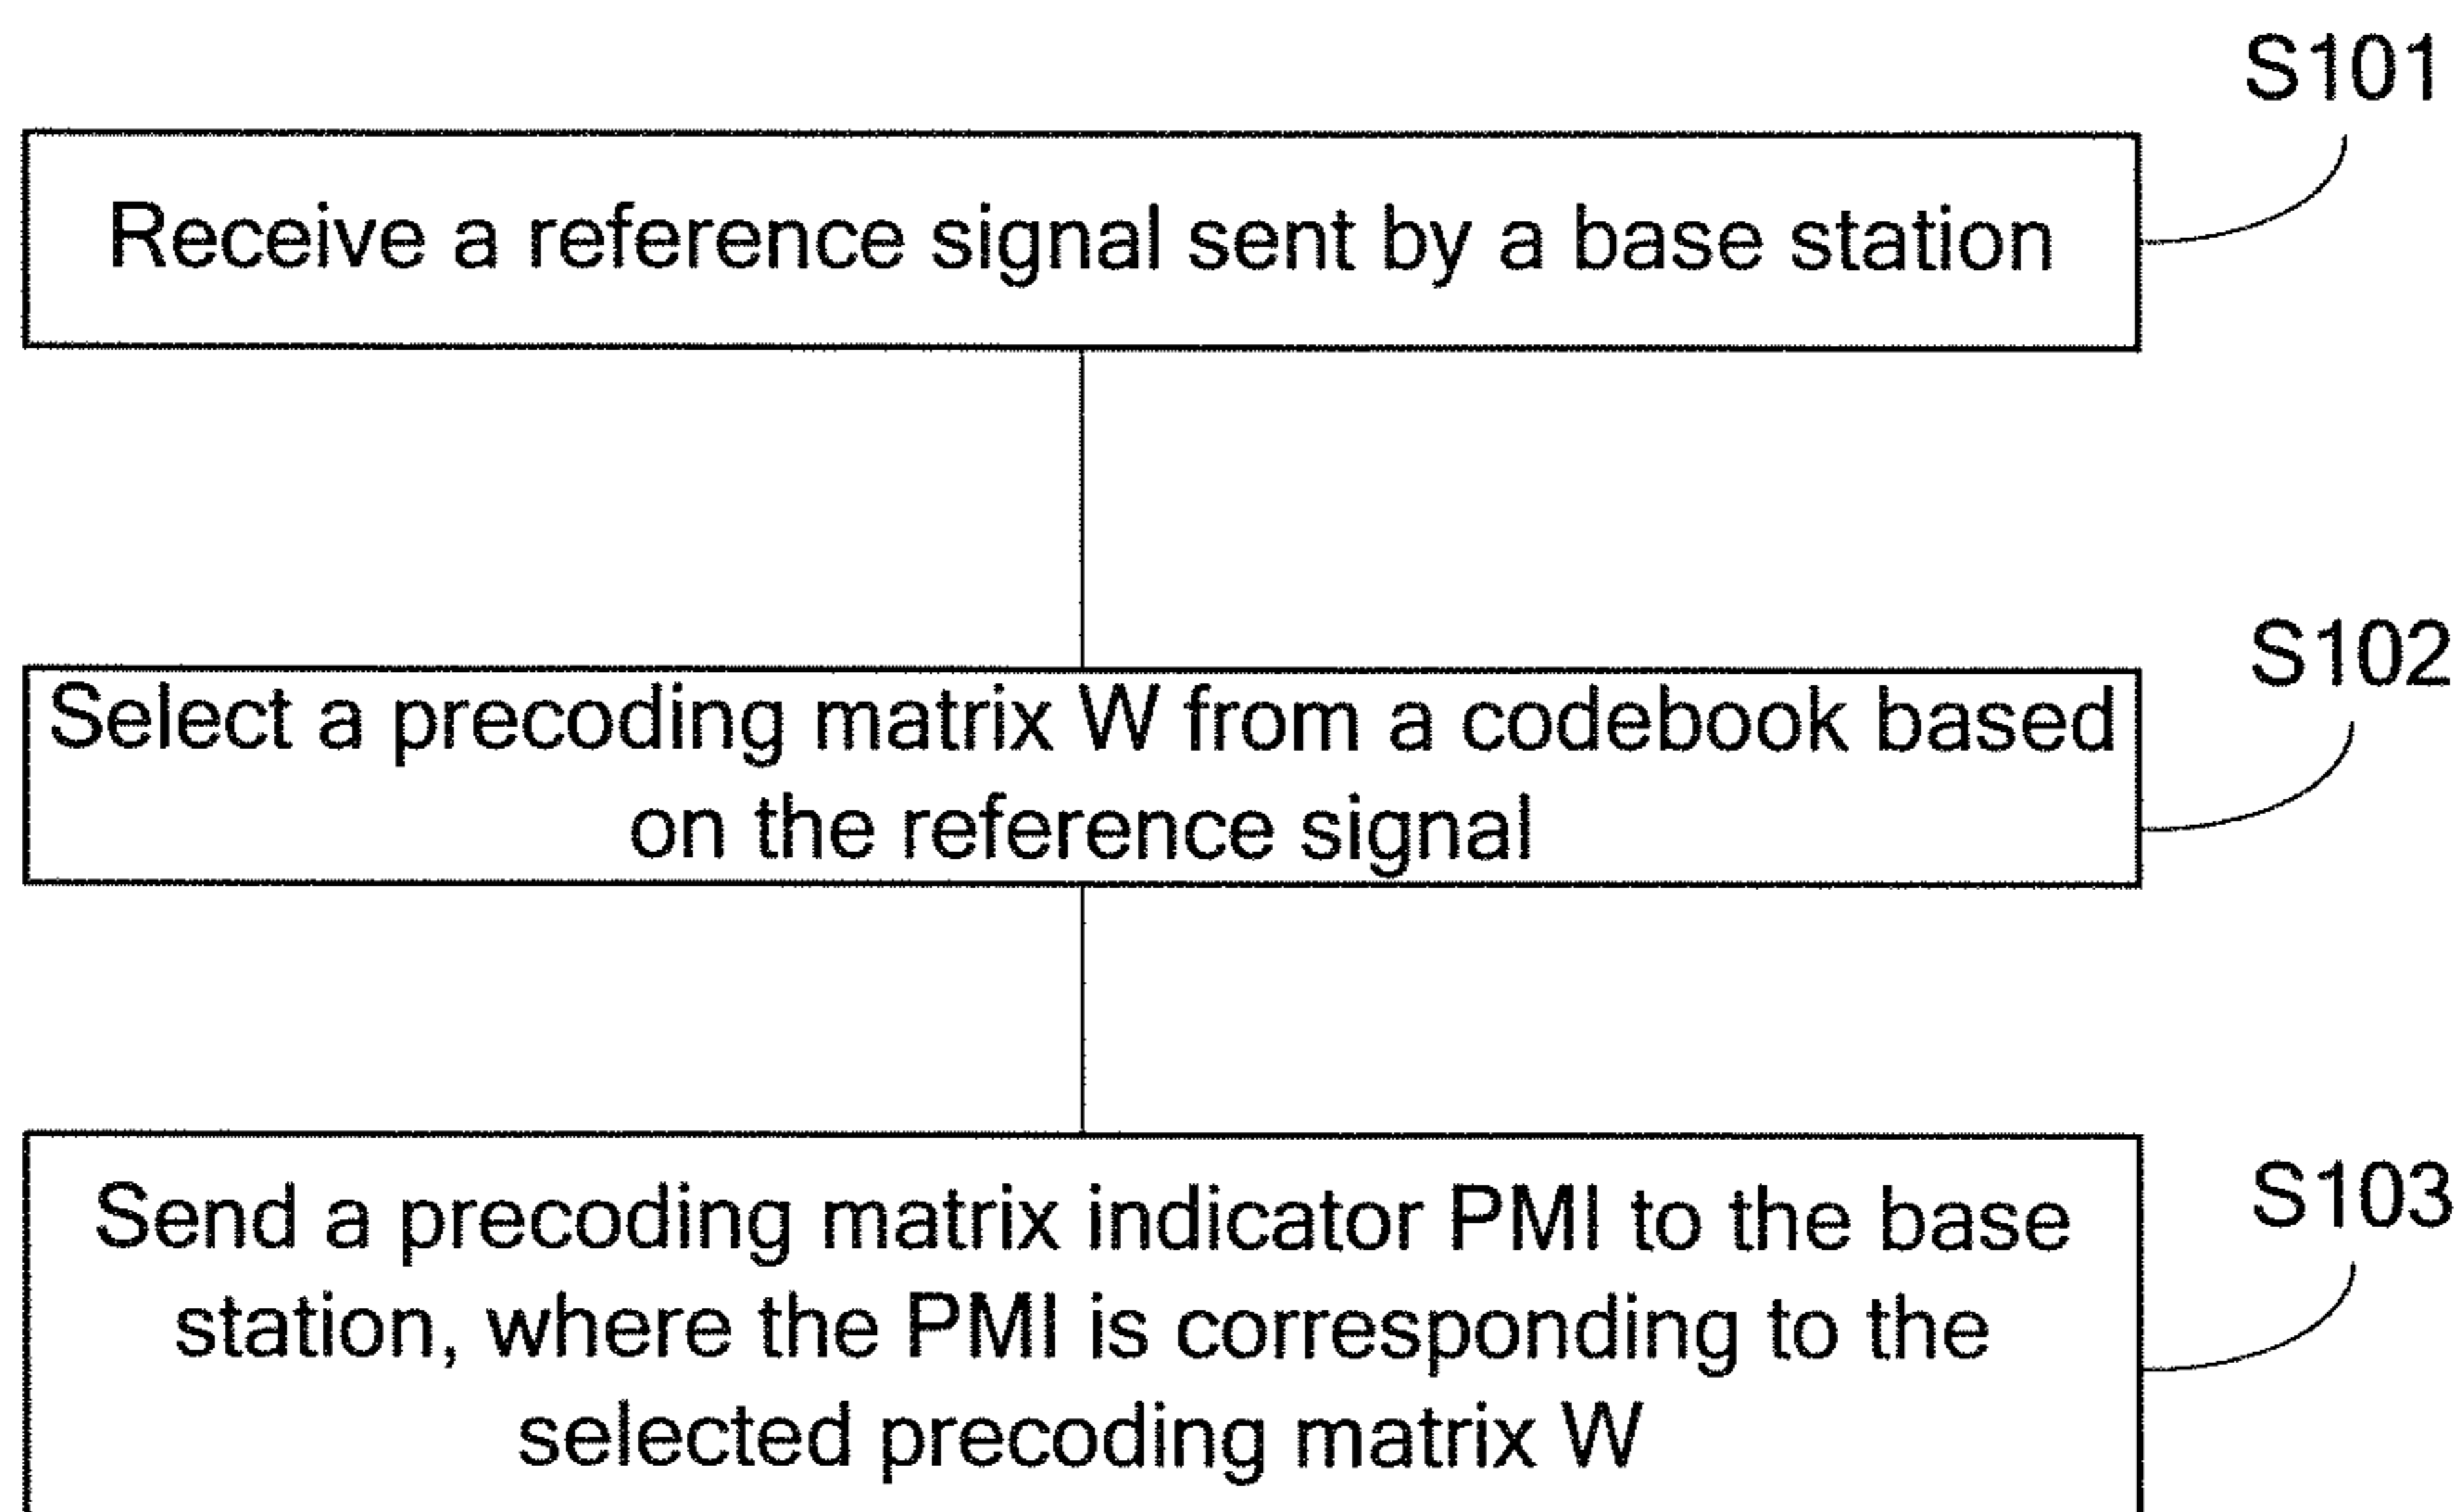 S101
Receive a reference signal sent by a base station
S102
Select a precoding matrix W from a codebook based
on the reference signal
S103
Send a precoding matrix indicator PMI to the base
station, where the PMI is corresponding to the
selected precoding matrix W